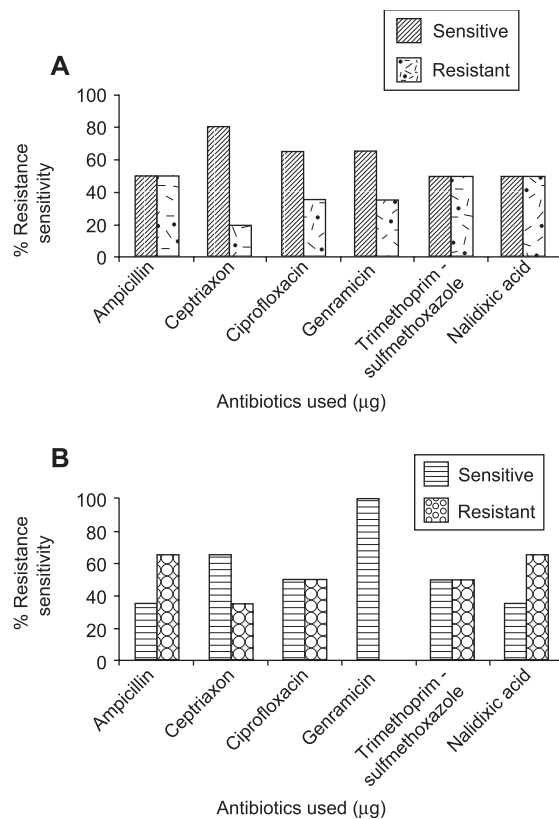 Sensitive
Resistant
A
100
80
60
40
20
0
% Resistance
sensitivity
Ampicillin
Ceptriaxon
Ciprofloxacin
Genramicin
Trimethoprim -
sulfmethoxazole
Nalidixic acid
Antibiotics used (μg)
B
Sensitive
Resistant
100
80
60
40
20
0
% Resistance
sensitivity
Ampicillin
Ceptriaxon
Ciprofloxacin
Genramicin
Trimethoprim -
sulfmethoxazole
Nalidixic acid
Antibiotics used (μg)